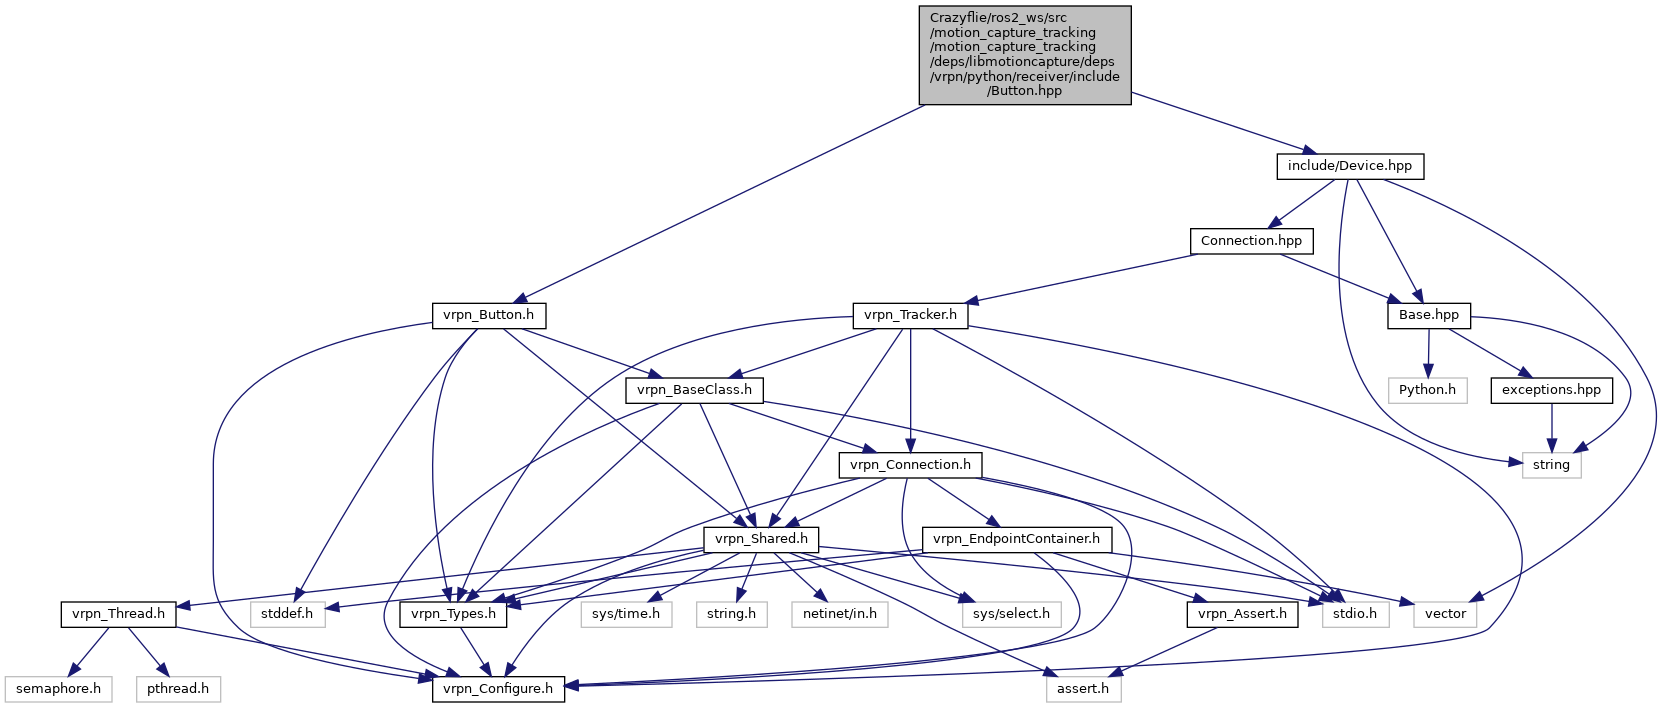 Crazyflie/ros2_ws/src
/motion_capture_tracking
/motion_capture_tracking
/deps/libmotioncapture/deps
/vrpn/python/receiver/include
/Button.hpp
include/Device.hpp
Connection.hpp
vrpn_Button.h
vrpn_Tracker.h
Base.hpp
vrpn_BaseClass.h
Python.h
exceptions.hpp
vrpn_Connection.h
string
vrpn_Shared.h
vrpn_EndpointContainer.h
vrpn_Thread.h
stddef.h
vrpn_Types.h
sys/time.h
string.h
netinet/in.h
sys/select.h
vrpn_Assert.h
stdio.h
vector
semaphore.h
pthread.h
vrpn_Configure.h
assert.h